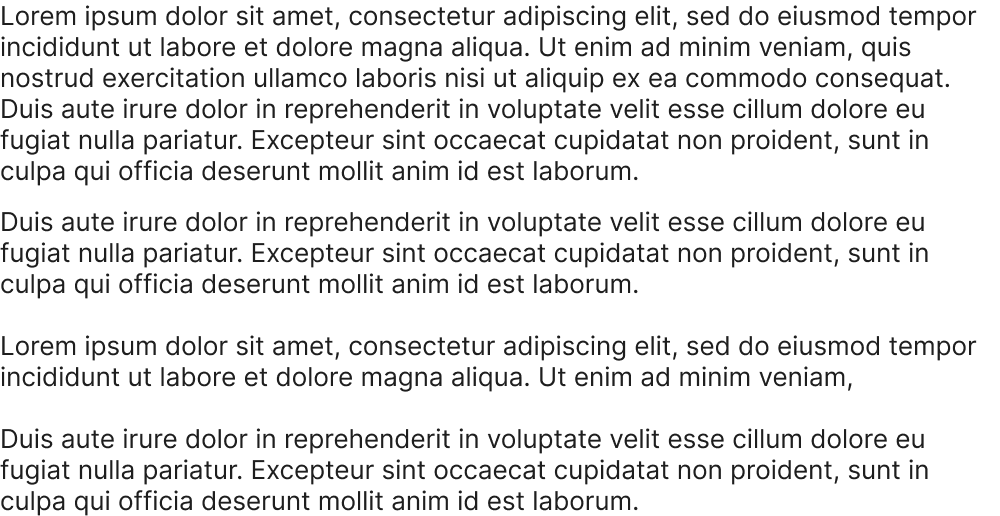 Lorem ipsum dolor sit amet, consectetur adipiscing elit, sed do eiusmod tempor
incididunt ut labore et dolore magna aliqua. Ut enim ad minim veniam, quis
nostrud exercitation ullamco laboris nisi ut aliquip ex ea commodo consequat.
Duis aute irure dolor in reprehenderit in voluptate velit esse cillum dolore eu
fugiat nulla pariatur. Excepteur sint occaecat cupidatat non proident, sunt in
culpa qui officia deserunt mollit anim id est laborum.
Duis aute irure dolor in reprehenderit in voluptate velit esse cillum dolore eu
fugiat nulla pariatur. Excepteur sint occaecat cupidatat non proident, sunt in
culpa qui officia deserunt mollit anim id est laborum.
Lorem ipsum dolor sit amet, consectetur adipiscing elit, sed do eiusmod tempor
incididunt ut labore et dolore magna aliqua. Ut enim ad minim veniam,
Duis aute irure dolor in reprehenderit in voluptate velit esse cillum dolore eu
fugiat nulla pariatur. Excepteur sint occaecat cupidatat non proident, sunt in
culpa qui officia deserunt mollit anim id est laborum.